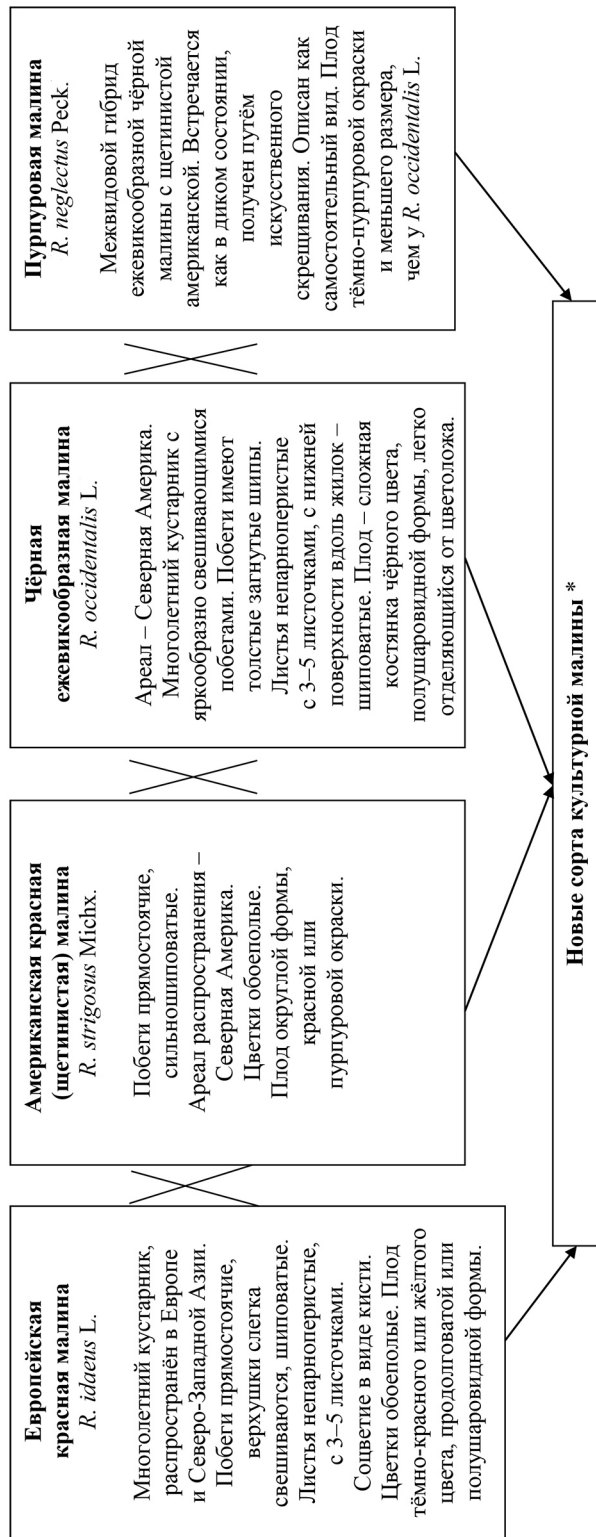 Европейская
красная малина
R. idaeus L.
Многолетний кустарник,
распространён в Европе
и Северо-Западной Азии.
Побеги прямостоячие,
верхушки слегка
свешиваются, шиповатые.
Листья непарноперистые,
с 3–5 листочками.
Соцветие в виде кисти.
Цветки обоеполые. Плод
тёмно-красного или жёлтого
цвета, продолговатой или
полушаровидной формы.
Американская красная
(щетинистая) малина
R. strigosus Michx.
Побеги прямостоячие,
сильношиповатые.
Ареал распространения –
Северная Америка.
Цветки обоеполые.
Плод округлой формы,
красной или
пурпуровой окраски.
Чёрная
ежевикообразная малина
R. occidentalis L.
Ареал – Северная Америка.
Многолетний кустарник с
яркообразно свешивающимися
побегами. Побеги имеют
толстые загнутые шипы.
Листья непарноперистые
с 3–5 листочками, с нижней
поверхности вдоль жилок –
шиповатые. Плод – сложная
костянка чёрного цвета,
полушаровидной формы, легко
отделяющийся от цветоложа.
Пурпуровая малина
R. neglectus Peck.
Межвидовой гибрид
ежевикообразной чёрной
малины с щетинистой
американской. Встречается
как в диком состоянии,
получен путём
искусственного
скрещивания. Описан как
самостоятельный вид. Плод
тёмно-пурпуровой окраски
и меньшего размера,
чем у R. occidentalis L.
Новые сорта культурной малины *